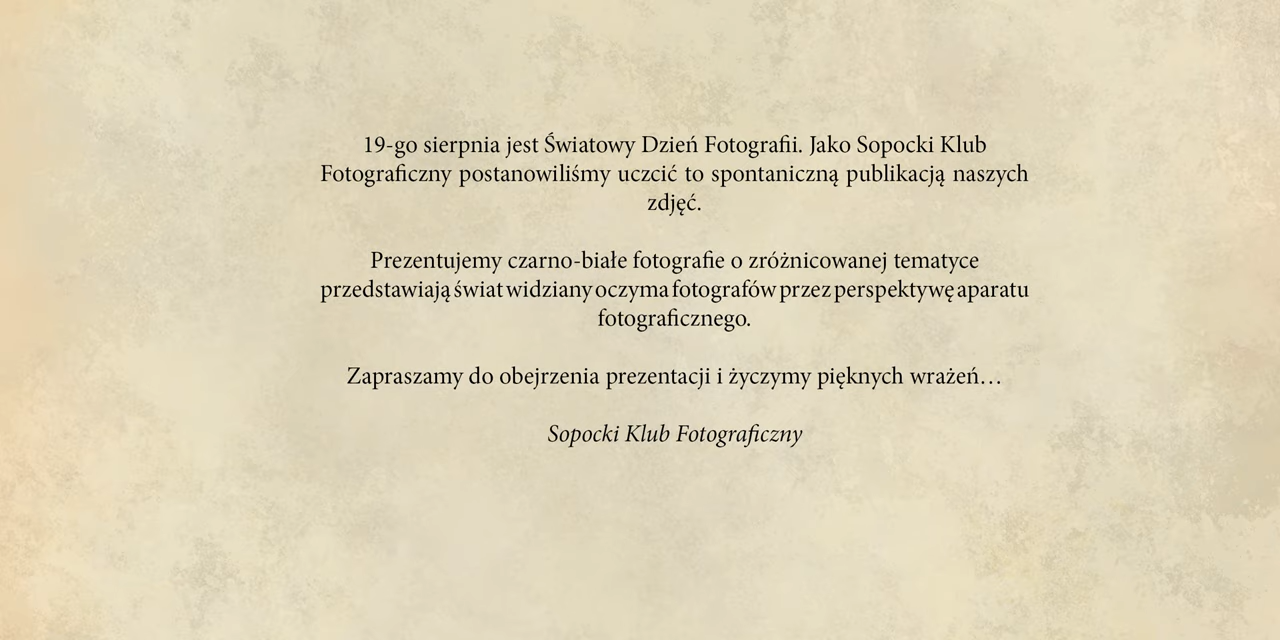 19-go sierpnia jest Światowy Dzień Fotografii. Jako Sopocki Klub
Fotograficzny postanowiliśmy uczcić to spontaniczną publikacją naszych
zdjęć.
Prezentujemy czarno-białe fotografie o zróżnicowanej tematyce
przedstawiają świat widziany oczyma fotografów przez perspektywę aparatu
fotograficznego.
Zapraszamy do obejrzenia prezentacji i życzymy pięknych wrażeń…
Sopocki Klub Fotograficzny